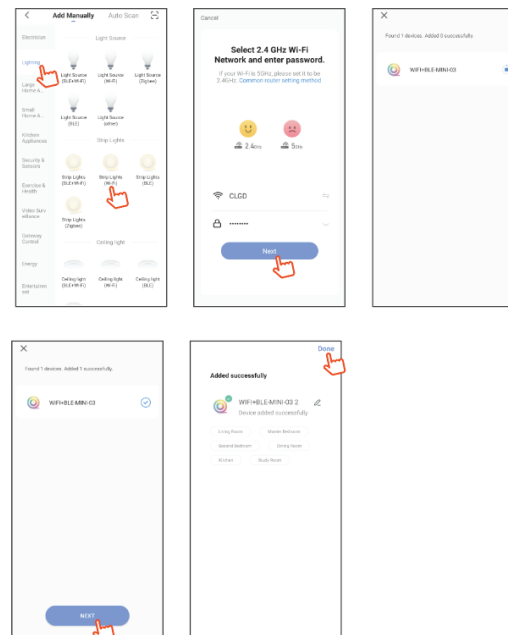 Add Manually Auto Scan
Electrician
Lighting
Large
Home A...
Small
Home A...
Kitchen
Appliances
Security &
Sensors
Exercise &
Health
Video Surv
eillance
Gateway
Control
Energy
Entertainm
ent
Light Source
Light Source Light Source Light Source
(BLE+Wi-Fi) (Wi-Fi) (Zigbee)
Light Source Light Source
(BLE) (other)
Strip Lights
Strip Lights Strip Lights Strip Lights
(BLE+Wi-Fi) (Wi-Fi) (BLE)
Strip Lights
(Zigbee)
Ceiling light
Ceiling light Ceiling light Ceiling light
(BLE+Wi-Fi) (Wi-Fi) (BLE)
Cancel
Select 2.4 GHz Wi-Fi
Network and enter password.
If your Wi-Fi is 5GHz, please set it to be
2.4GHz. Common router setting method
2.4GHz 5GHz
CLGD
Next
Found 1 devices. Added 0 successfully.
WIFI+BLE-MINI-03
Found 1 devices. Added 1 successfully.
WIFI+BLE-MINI-03
NEXT
Done
Added successfully
WIFI+BLE-MINI-03 2
Device added successfully
Living Room Master Bedroom
Second Bedroom Dining Room
Kitchen Study Room